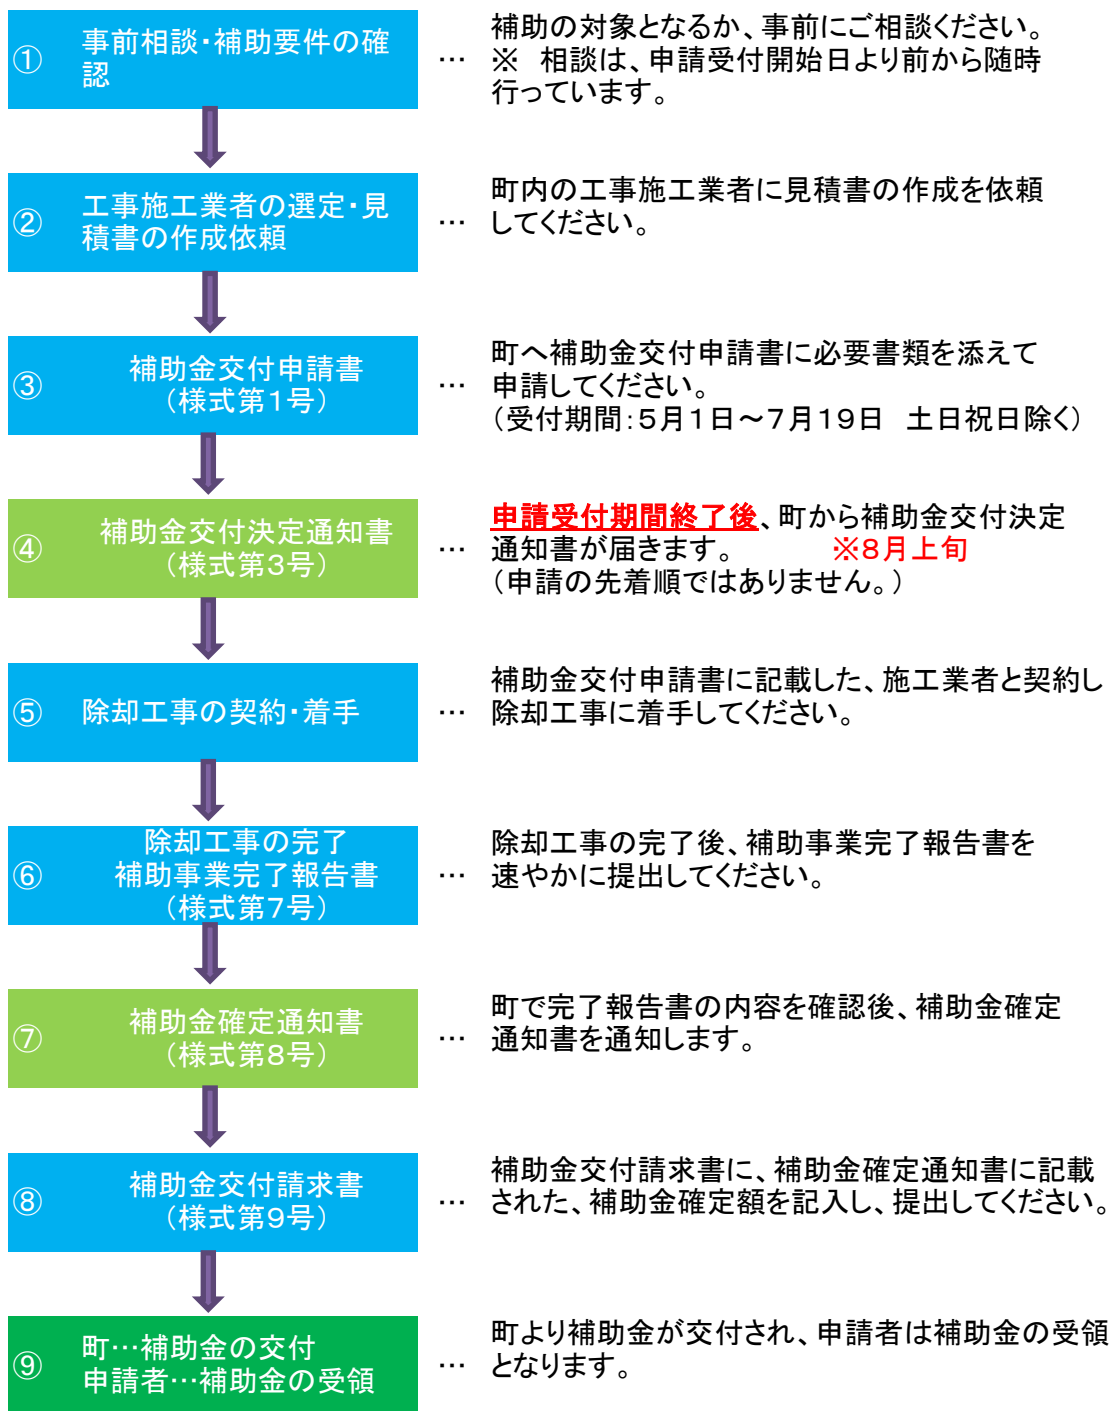 ① 事前相談・補助要件の確
認
… 補助の対象となるか、事前にご相談ください。
※　相談は、申請受付開始日より前から随時
行っています。
② 工事施工業者の選定・見
積書の作成依頼
… 町内の工事施工業者に見積書の作成を依頼
してください。
③ 補助金交付申請書
（様式第１号）
… 町へ補助金交付申請書に必要書類を添えて
申請してください。
（受付期間：５月１日～７月１９日　土日祝日除く）
④ 補助金交付決定通知書
（様式第３号）
… 申請受付期間終了後、町から補助金交付決定
通知書が届きます。　※８月上旬
（申請の先着順ではありません。）
⑤ 除却工事の契約・着手
… 補助金交付申請書に記載した、施工業者と契約し
除却工事に着手してください。
⑥ 除却工事の完了
補助事業完了報告書
（様式第７号）
… 除却工事の完了後、補助事業完了報告書を
速やかに提出してください。
⑦ 補助金確定通知書
（様式第８号）
… 町で完了報告書の内容を確認後、補助金確定
通知書を通知します。
⑧ 補助金交付請求書
（様式第９号）
… 補助金交付請求書に、補助金確定通知書に記載
された、補助金確定額を記入し、提出してください。
⑨ 町…補助金の交付
申請者…補助金の受領
… 町より補助金が交付され、申請者は補助金の受領
となります。